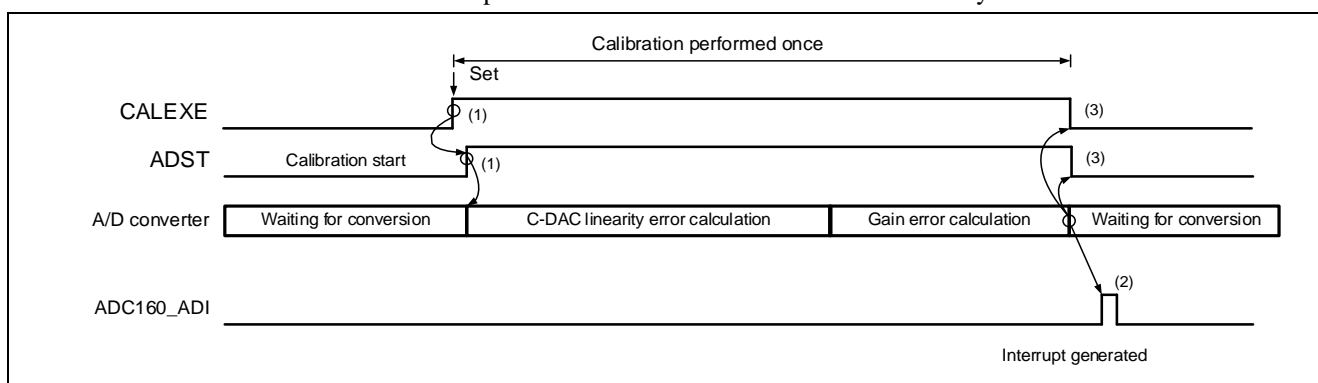 Calibration performed once
Set
CALEXE (1) (3)
ADST Calibration start (1) (3)
A/D converter Waiting for conversion C-DAC linearity error calculation Gain error calculation Waiting for conversion
(2)
ADC160_ADI
Interrupt generated